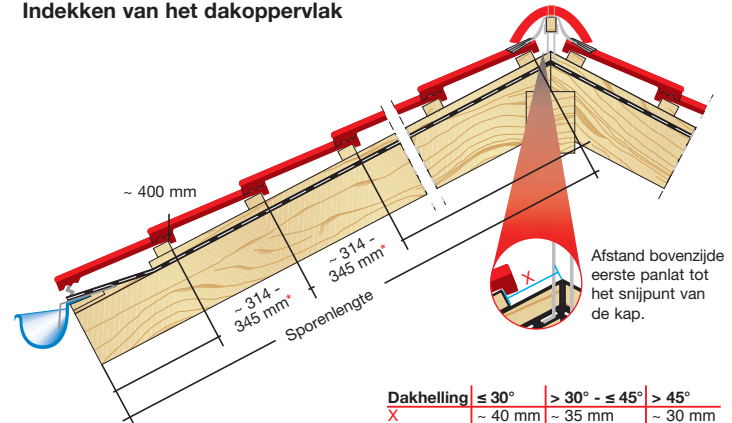 Indekken van het dakoppervlak
~ 400 mm
~ 314 -
345 mm*
~ 314 -
345 mm*
Sporenlengte
X
Afstand bovenzijde
eerste panlat tot
het snijpunt van
de kap.
Dakhelling ≤ 30° > 30° - ≤ 45° > 45°
X ~ 40 mm ~ 35 mm ~ 30 mm